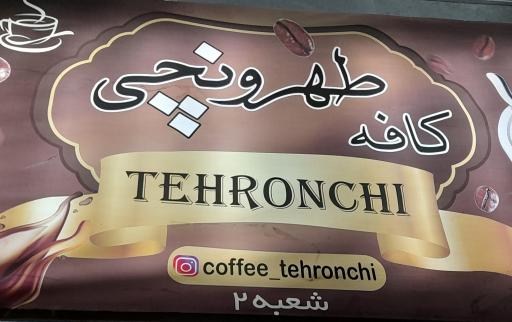 کافه
طهرونچی
TEHRONCHI
coffee_tehronchi
شعبه ۲